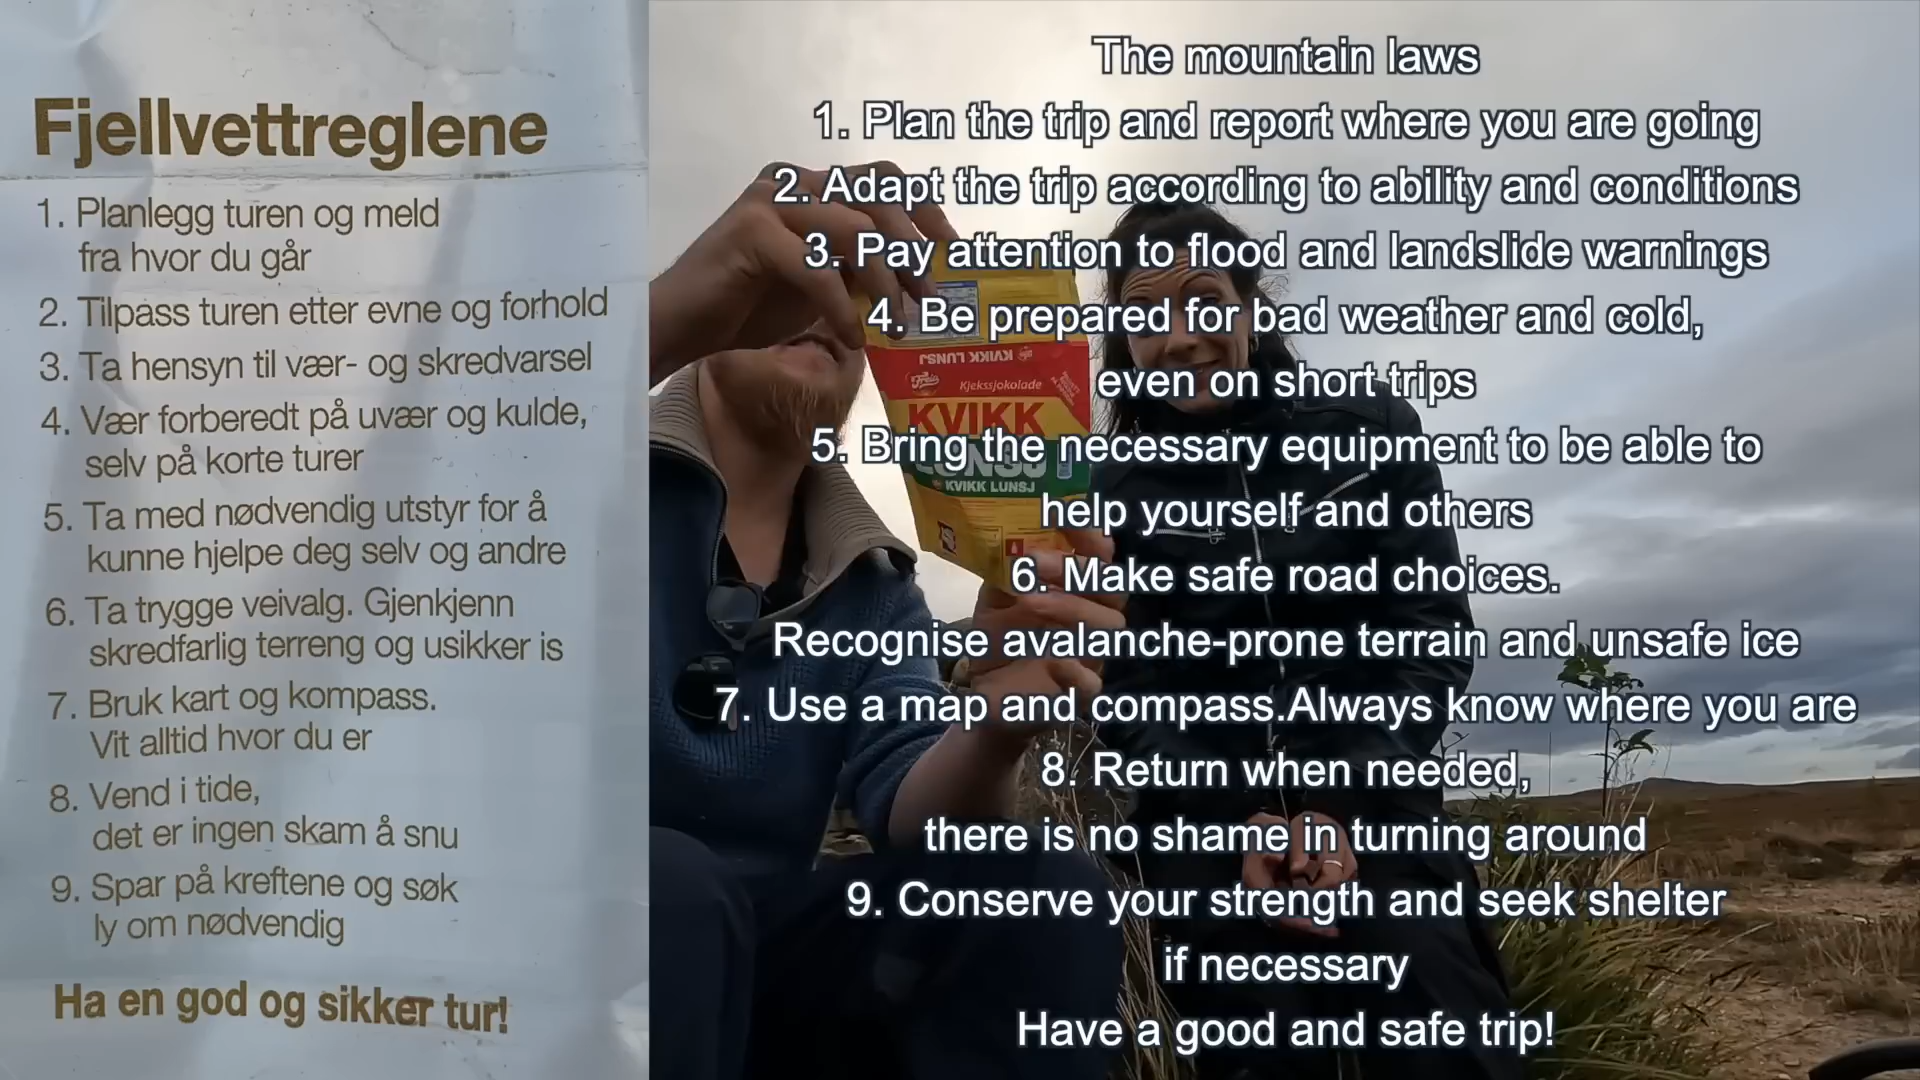 Fjellvettreglene
1. Planlegg turen og meld
fra hvor du går
2. Tilpass turen etter evne og forhold
3. Ta hensyn til vær- og skredvarsel
4. Vær forberedt på uvær og kulde,
selv på korte turer
5. Ta med nødvendig utstyr for å
kunne hjelpe deg selv og andre
6. Ta trygge veivalg. Gjenkjenn
skredfarlig terreng og usikker is
7. Bruk kart og kompass.
Vit alltid hvor du er
8. Vend i tide,
det er ingen skam å snu
9. Spar på kreftene og søk
ly om nødvendig
Ha en god og sikker tur!
The mountain laws
1. Plan the trip and report where you are going
2. Adapt the trip according to ability and conditions
3. Pay attention to flood and landslide warnings
4. Be prepared for bad weather and cold,
even on short trips
5. Bring the necessary equipment to be able to
help yourself and others
6. Make safe road choices.
Recognise avalanche-prone terrain and unsafe ice
7. Use a map and compass.Always know where you are
8. Return when needed,
there is no shame in turning around
9. Conserve your strength and seek shelter
if necessary
Have a good and safe trip!
KVIKK LUNSJ
Freia
Kjekssjokolade
KVIKK
LUNSJ
KVIKK LUNSJ